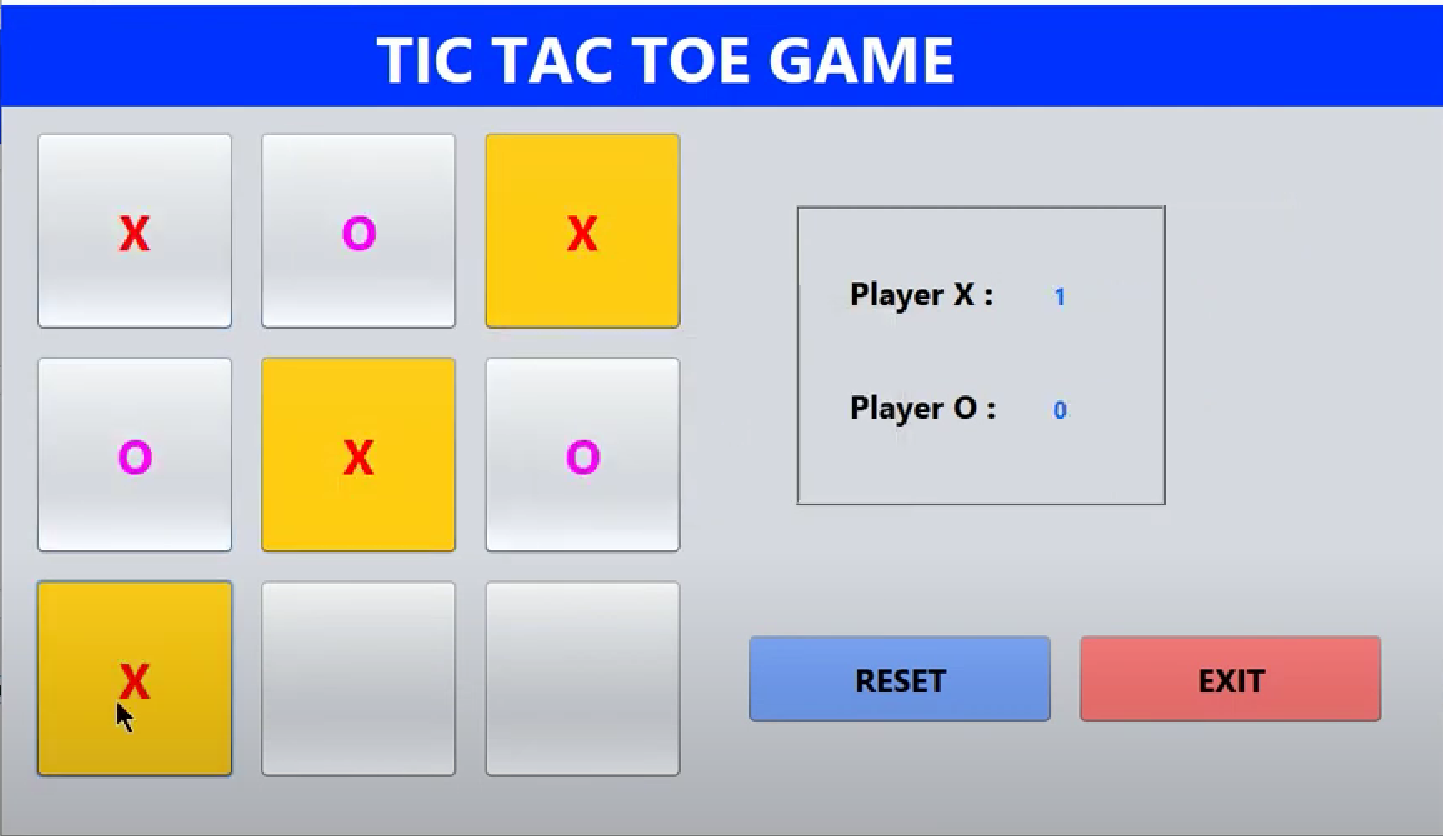 TIC TAC TOE GAME
X O X
O X O
X
Player X : 1
Player O : 0
RESET EXIT